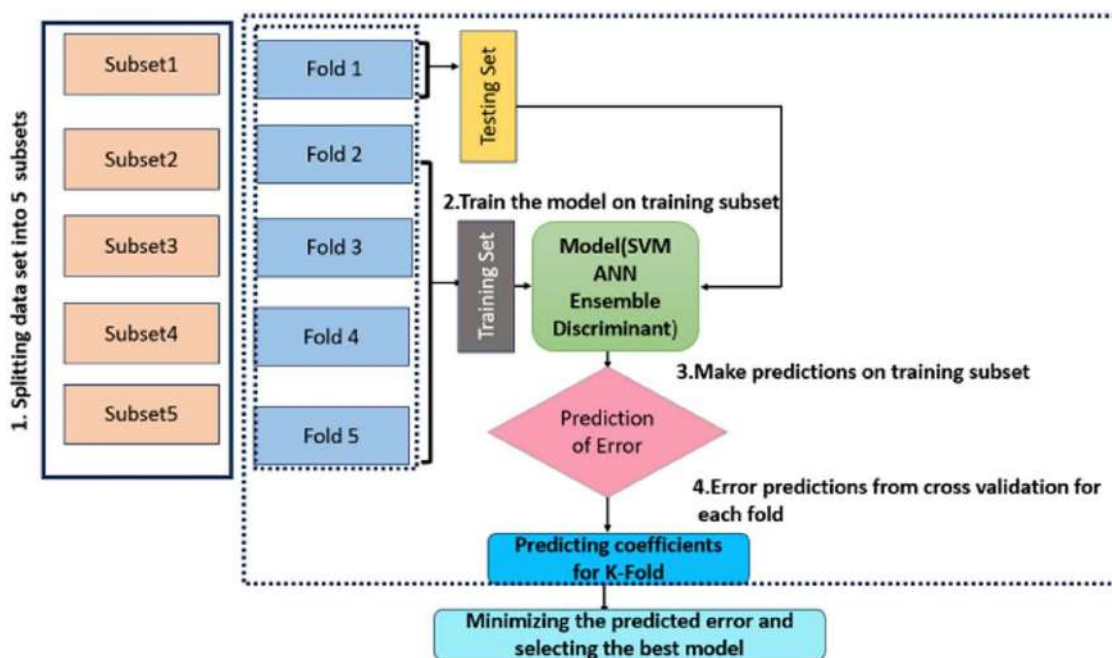 1. Splitting data set into 5 subsets
Subset1
Subset2
Subset3
Subset4
Subset5
Fold 1
Fold 2
Fold 3
Fold 4
Fold 5
Testing Set
2.Train the model on training subset
Training Set
Model(SVM
ANN
Ensemble
Discriminant)
3.Make predictions on training subset
Prediction
of Error
4.Error predictions from cross validation for
each fold
Predicting coefficients
for K-Fold
Minimizing the predicted error and
selecting the best model